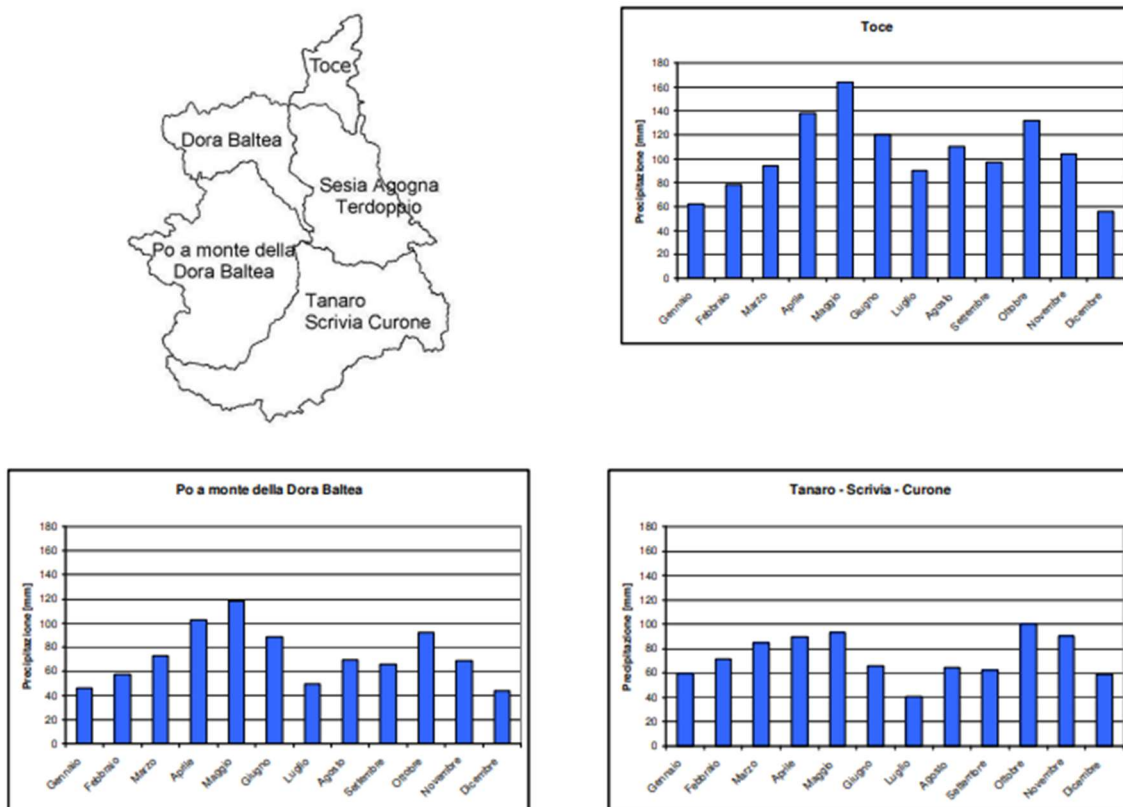 Toce
Dora Baltea
Sesia Agogna
Terdoppio
Po a monte della
Dora Baltea
Tanaro
Scrivia Curone
Toce
Precipitazione [mm]
180
160
140
120
100
80
60
40
20
0
Gennaio
Febbraio
Marzo
Aprile
Maggio
Giugno
Luglio
Agosto
Settembre
Ottobre
Novembre
Dicembre
Po a monte della Dora Baltea
Precipitazione [mm]
180
160
140
120
100
80
60
40
20
0
Gennaio
Febbraio
Marzo
Aprile
Maggio
Giugno
Luglio
Agosto
Settembre
Ottobre
Novembre
Dicembre
Tanaro - Scrivia - Curone
Precipitazione [mm]
180
160
140
120
100
80
60
40
20
0
Gennaio
Febbraio
Marzo
Aprile
Maggio
Giugno
Luglio
Agosto
Settembre
Ottobre
Novembre
Dicembre